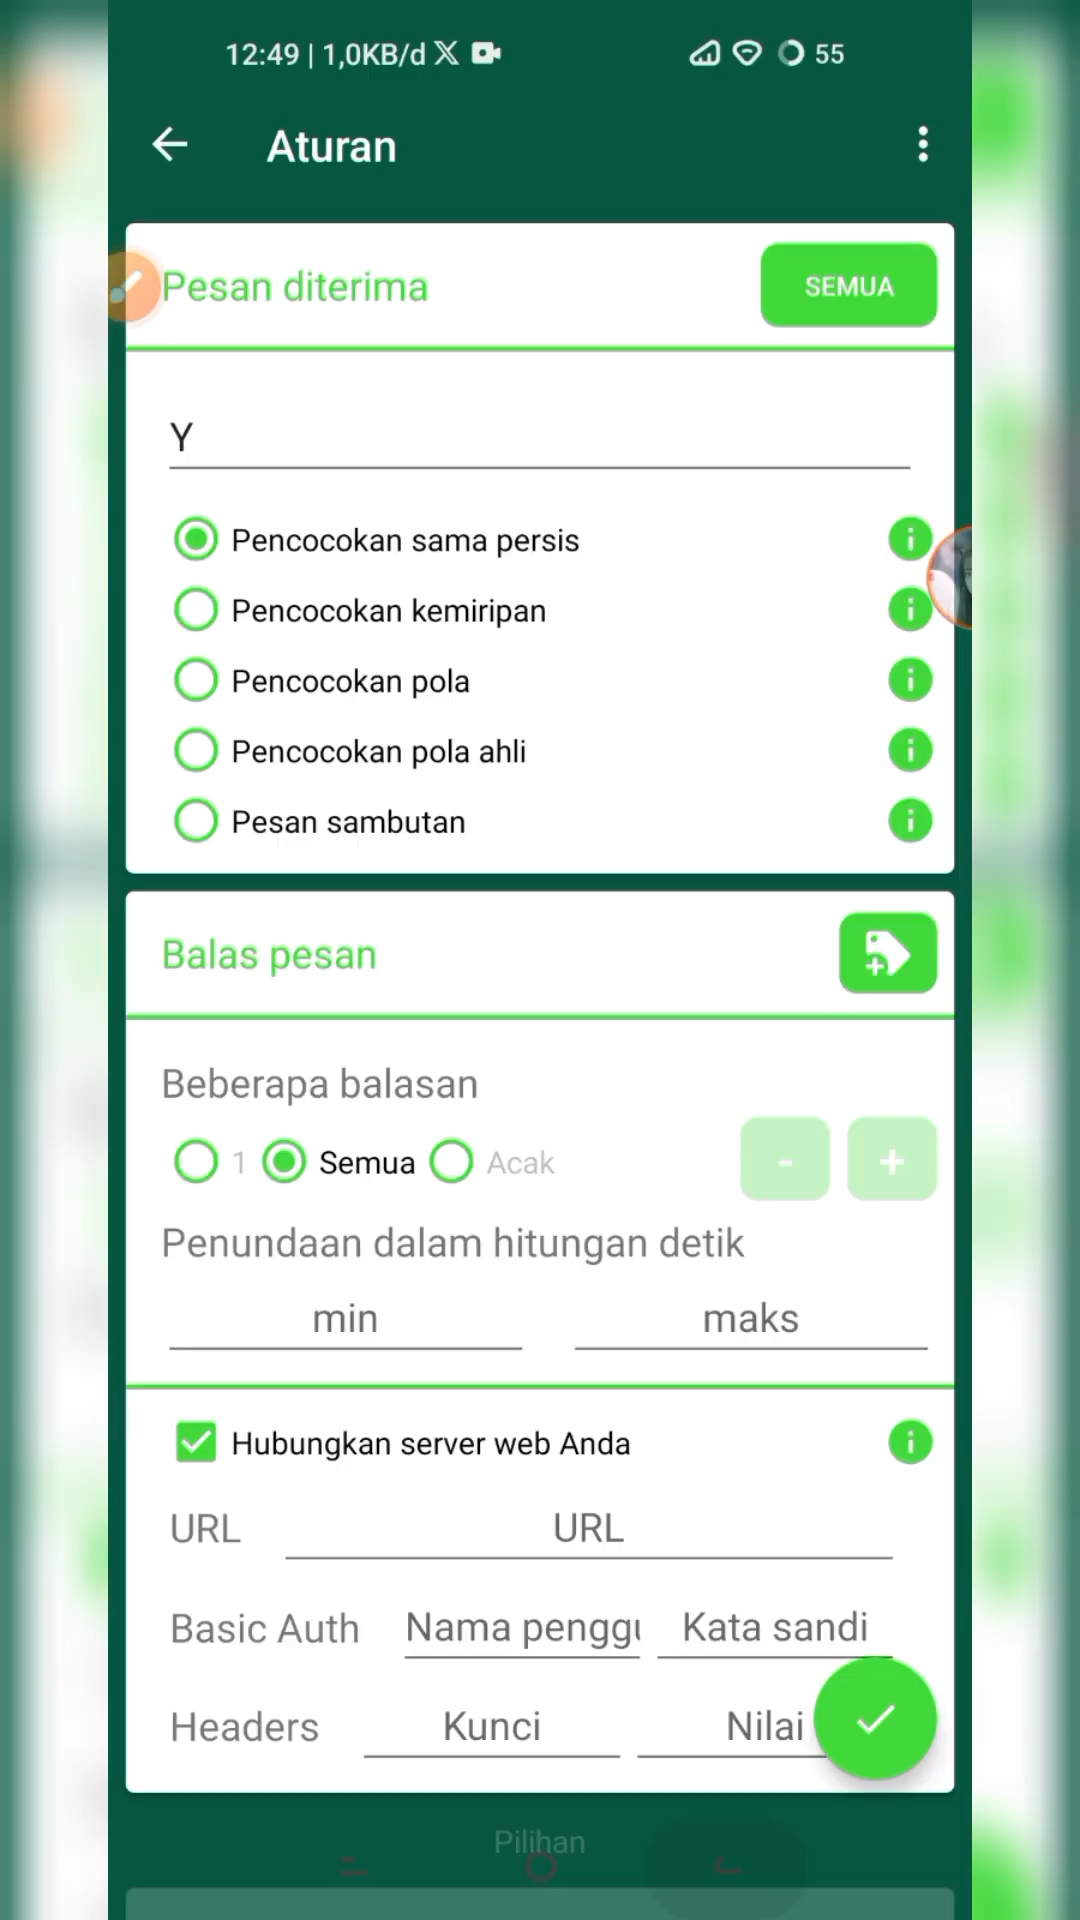 12:49 | 1,0KB/d X 55
Aturan
Pesan diterima SEMUA
Y
Pencocokan sama persis
Pencocokan kemiripan
Pencocokan pola
Pencocokan pola ahli
Pesan sambutan
Balas pesan
Beberapa balasan
1 Semua Acak - +
Penundaan dalam hitungan detik
min maks
Hubungkan server web Anda
URL URL
Basic Auth Nama penggu Kata sandi
Headers Kunci Nilai
Pilihan